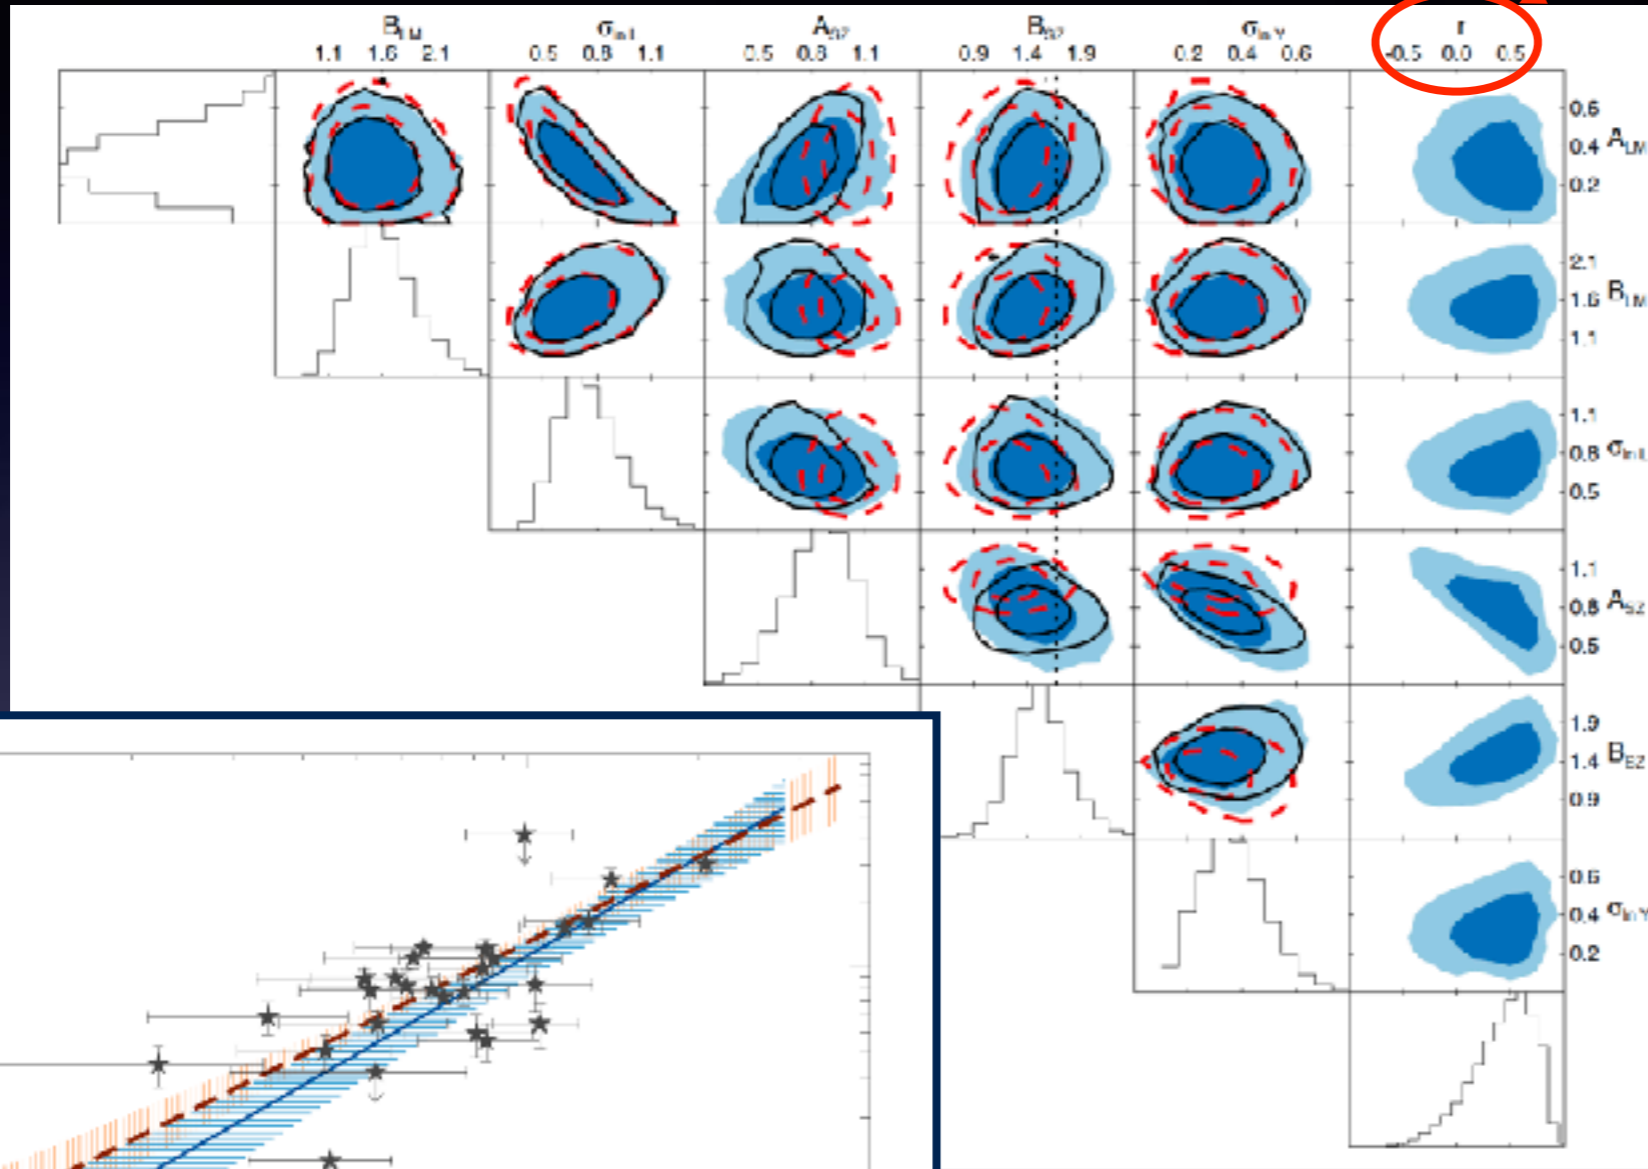 B_LM σ_lnL A_SZ B_SZ σ_lnY r
1.1 1.6 2.1 0.5 0.8 1.1 0.5 0.8 1.1 0.9 1.4 1.9 0.2 0.4 0.6 -0.5 0.0 0.5
0.6
0.4 A_LM
0.2
2.1
1.6 B_LM
1.1
1.1
0.8 σ_lnL
0.5
1.1
0.8 A_SZ
0.5
1.9
1.4 B_SZ
0.9
0.6
0.4 σ_lnY
0.2